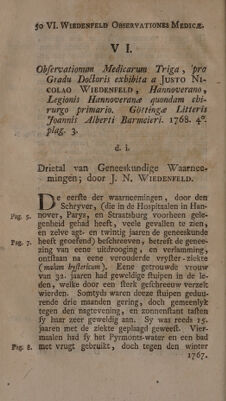 50 VI. WIEDENFELD OBSERVATIONES MEDICÆ.
VI.
Observationum Medicarum Triga, pro
Gradu Doctoris exhibita a JUSTO NI-
COLAO WIEDENFELD, Hannoverano,
Legionis Hannoveranæ quondam chi-
rurgo primario. Göttingæ Litteris
Joannis Alberti Barmeieri. 1768. 4°.
plag. 3.
d. i.
Drietal van Geneeskundige Waarnee-
mingen; door J. N. WIEDENFELD.
De eerste der waarneemingen, door den
Schryver, (die in de Hospitaalen in Han-
Pag. 5. nover, Parys, en Straatsburg voorheen gele-
genheid gehad heeft, veele gevallen te zien,
en zelve agt- en twintig jaaren de geneeskunde
Pag. 7. heeft geoefend) beschreeven, betreft de genee-
zing van eene uitdrooging, en verlamming,
ontstaan na eene verouderde vryster-ziekte
(malum hystericum). Eene getrouwde vrouw
van 32. jaaren had geweldige stuipen in de le-
den, welke door een sterk geschreeuw verzelt
wierden. Somtyds waren deeze stuipen geduu-
rende drie maanden gering, doch gemeenlyk
tegen den nagtevening, en zonnenstant tasten
sy haar zeer geweldig aan. Sy was reeds 15.
jaaren met de ziekte geplaagd geweest. Vier-
maalen had sy het Pyrmonts-water en een bad
Pag. 8. met vrugt gebruikt, doch tegen den winter
1767.